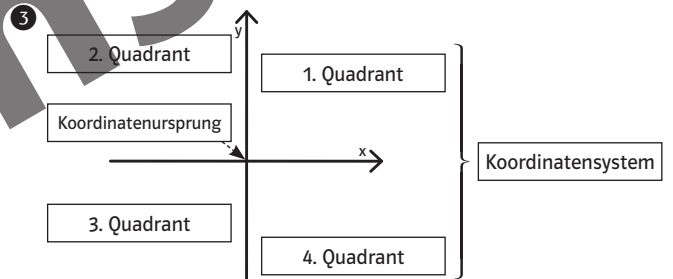 3
y
2. Quadrant
1. Quadrant
Koordinatenursprung
x
Koordinatensystem
3. Quadrant
4. Quadrant